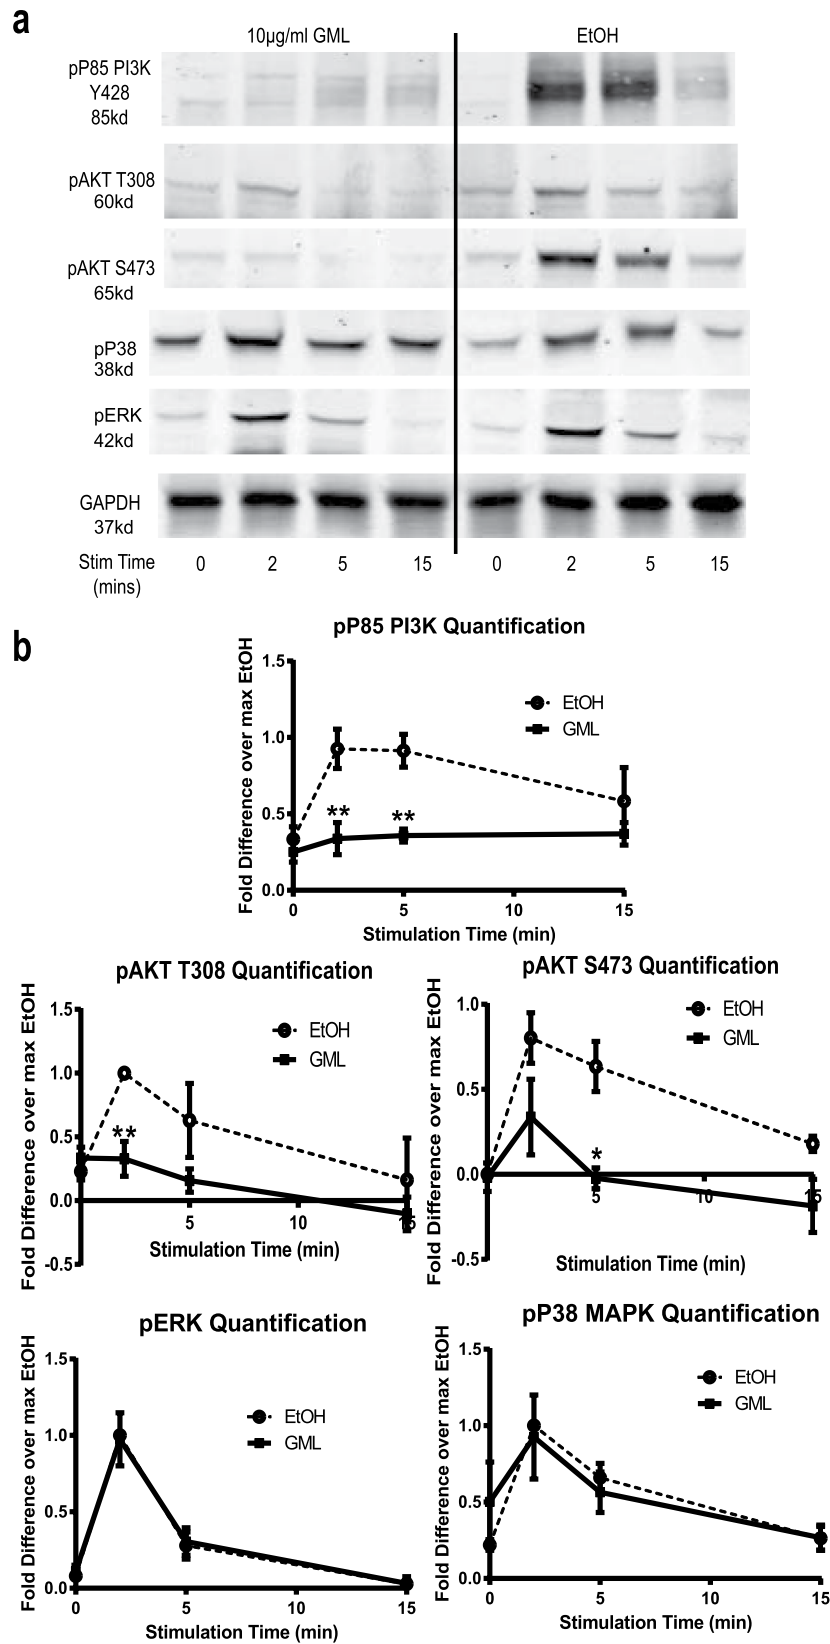 a
10µg/ml GML EtOH
pP85 PI3K
Y428
85kd
pAKT T308
60kd
pAKT S473
65kd
pP38
38kd
pERK
42kd
GAPDH
37kd
Stim Time 0 2 5 15 0 2 5 15
(mins)
b
pP85 PI3K Quantification
Fold Difference over max EtOH
1.5
1.0
0.5
0.0
EtOH
GML
** **
0 5 10 15
Stimulation Time (min)
pAKT T308 Quantification
Fold Difference over max EtOH
1.5
1.0
0.5
0.0
-0.5
EtOH
GML
**
5 10 15
Stimulation Time (min)
pAKT S473 Quantification
Fold Difference over max EtOH
1.0
0.5
0.0
-0.5
EtOH
GML
*
5 10 15
Stimulation Time (min)
pERK Quantification
Fold Difference over max EtOH
1.5
1.0
0.5
0.0
EtOH
GML
0 5 10 15
Stimulation Time (min)
pP38 MAPK Quantification
Fold Difference over max EtOH
1.5
1.0
0.5
0.0
EtOH
GML
0 5 10 15
Stimulation Time (min)